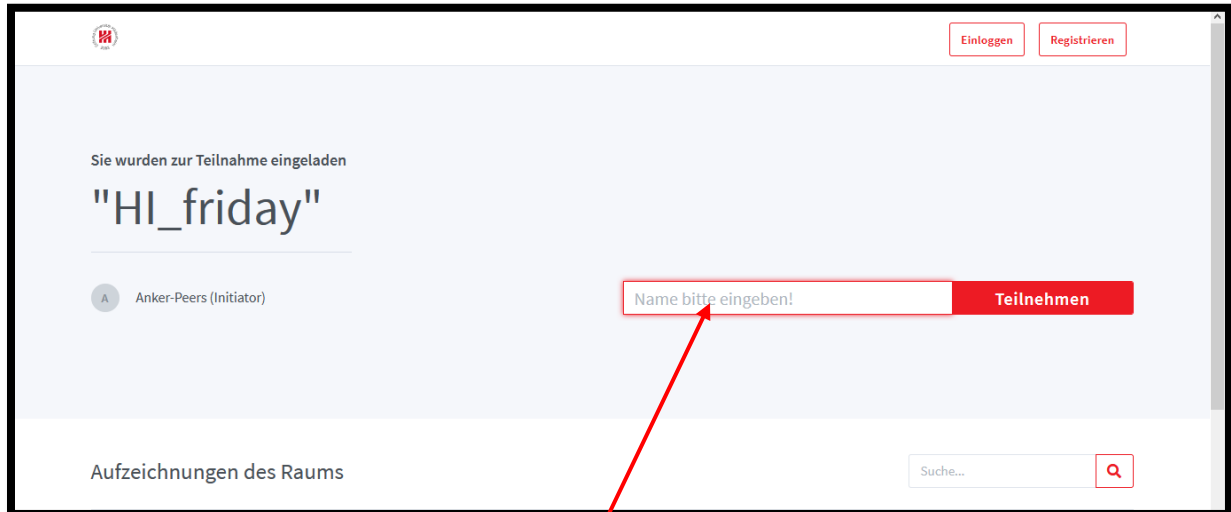 Einloggen
Registrieren
Sie wurden zur Teilnahme eingeladen
"HI_friday"
A
Anker-Peers (Initiator)
Name bitte eingeben!
Teilnehmen
Aufzeichnungen des Raums
Suche...